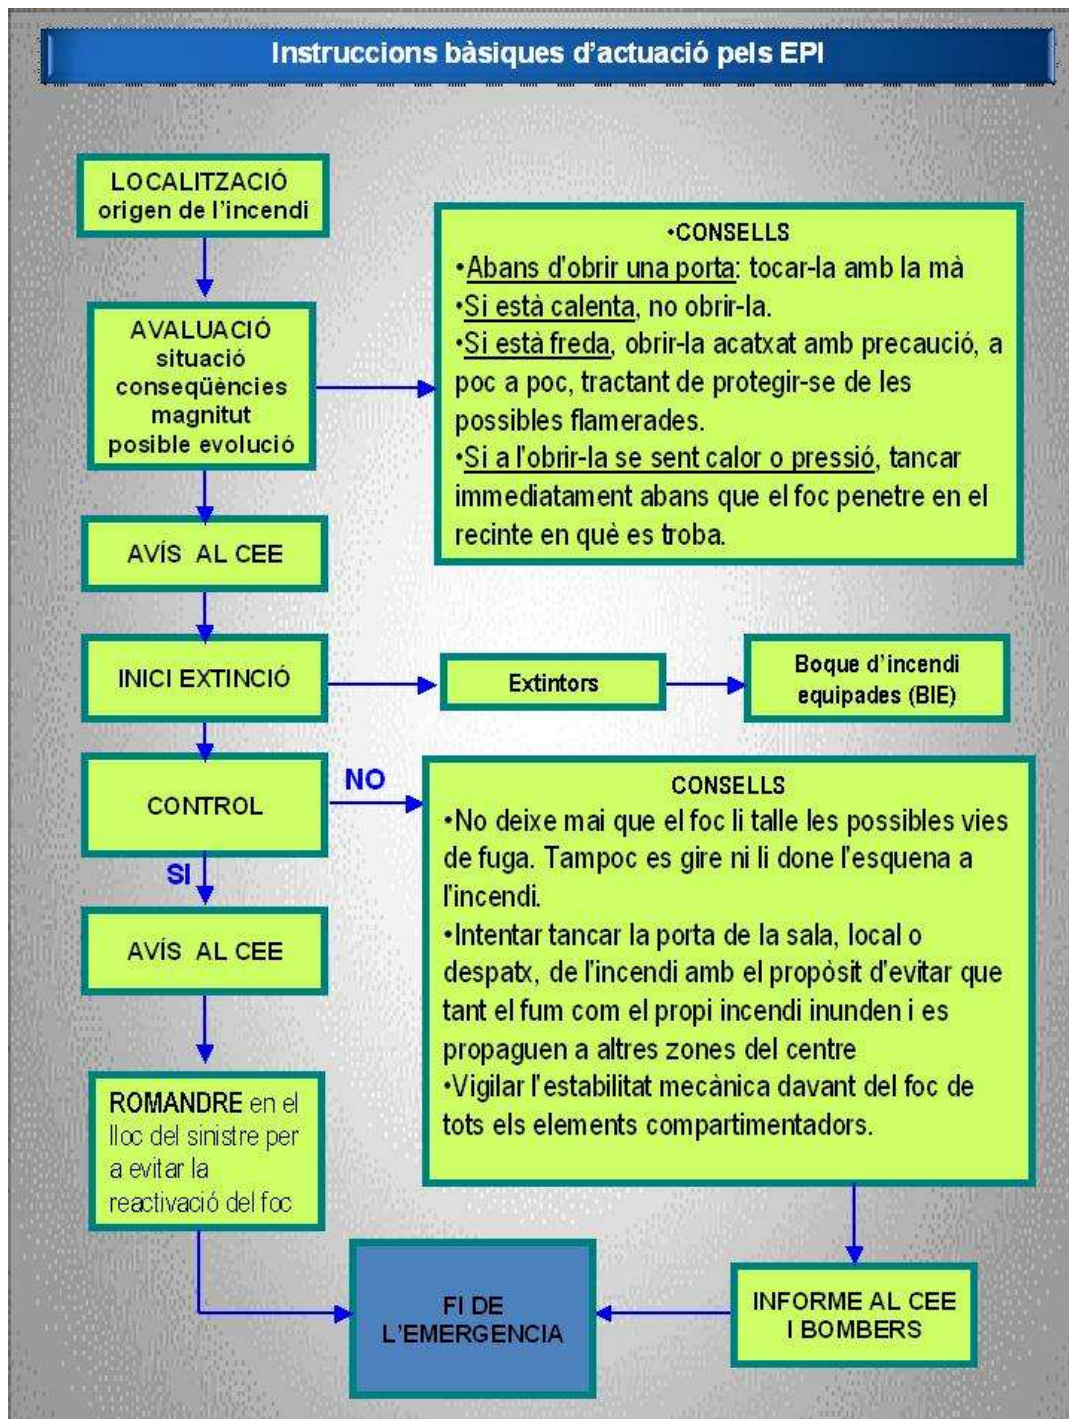 Instruccions bàsiques d'actuació pels EPI
LOCALITZACIÓ
origen de l'incendi
AVALUACIÓ
situació
conseqüències
magnitut
posible evolució
•CONSELLS
•Abans d'obrir una porta: tocar-la amb la mà
•Si està calenta, no obrir-la.
•Si està freda, obrir-la acatxat amb precaució, a
poc a poc, tractant de protegir-se de les
possibles flamerades.
•Si a l'obrir-la se sent calor o pressió, tancar
immediatament abans que el foc penetre en el
recinte en què es troba.
AVÍS AL CEE
INICI EXTINCIÓ
Extintors
Boque d'incendi
equipades (BIE)
CONTROL
NO
SI
CONSELLS
•No deixe mai que el foc li talle les possibles vies
de fuga. Tampoc es gire ni li done l'esquena a
l'incendi.
•Intentar tancar la porta de la sala, local o
despatx, de l'incendi amb el propòsit d'evitar que
tant el fum com el propi incendi inunden i es
propaguen a altres zones del centre
•Vigilar l'estabilitat mecànica davant del foc de
tots els elements compartimentadors.
AVÍS AL CEE
ROMANDRE en el
lloc del sinistre per
a evitar la
reactivació del foc
FI DE
L'EMERGENCIA
INFORME AL CEE
I BOMBERS